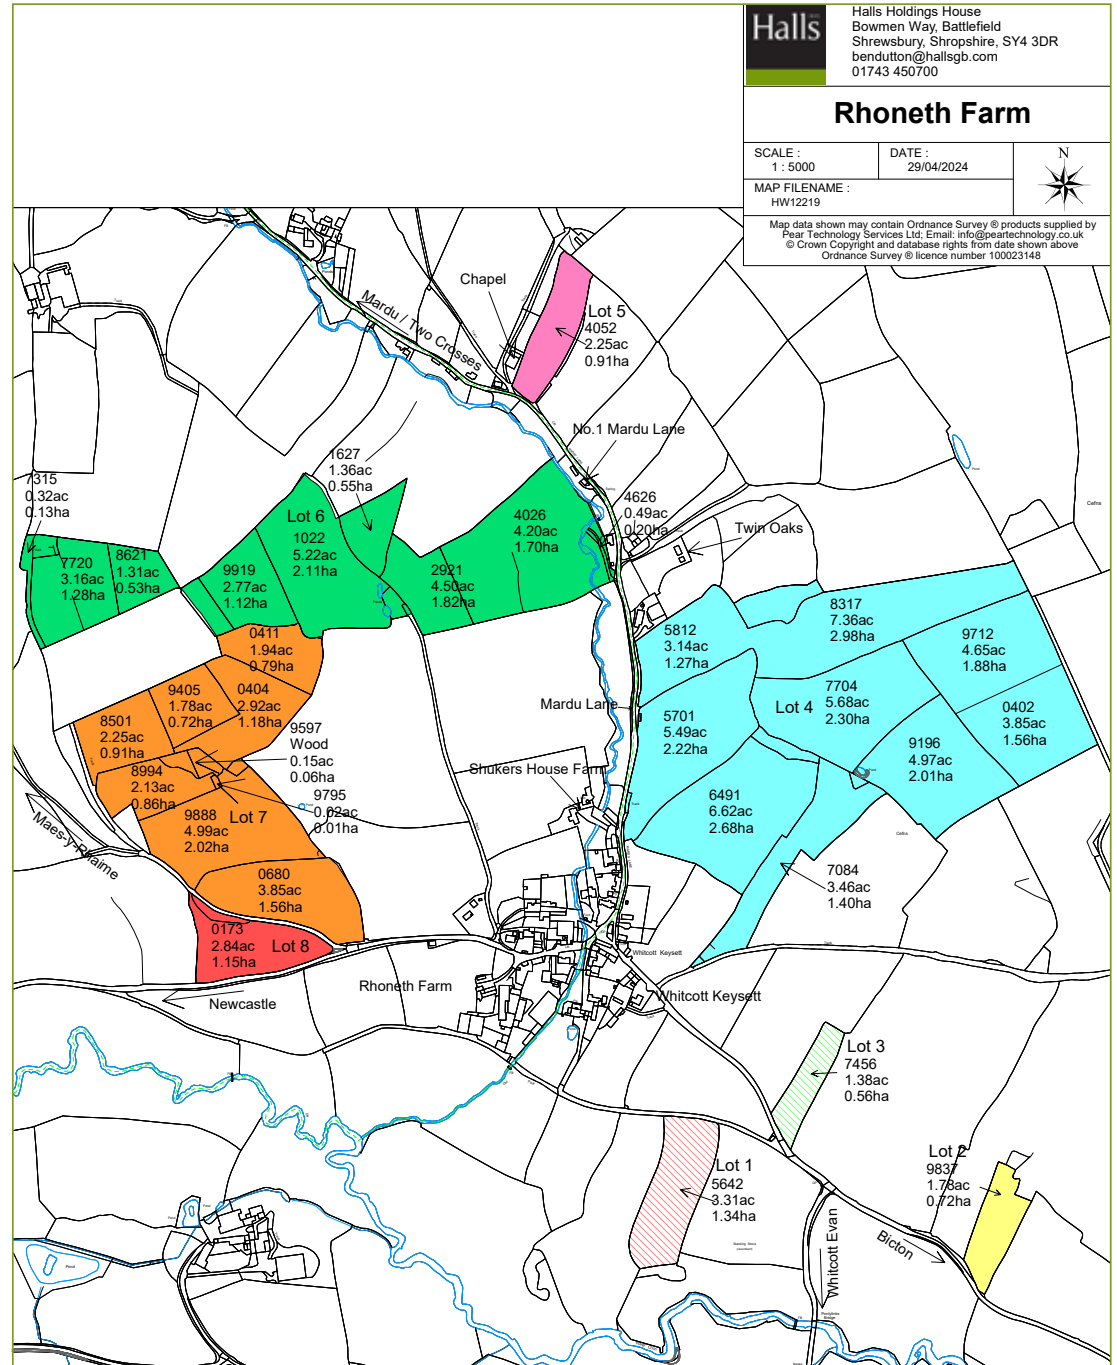 Halls
Halls Holdings House
Bowmen Way, Battlefield
Shrewsbury, Shropshire, SY4 3DR
bendutton@hallsgb.com
01743 450700
Rhoneth Farm
SCALE :
1 : 5000
DATE :
29/04/2024
N
MAP FILENAME :
HW12219
Map data shown may contain Ordnance Survey ® products supplied by
Pear Technology Services Ltd; Email: info@peartechnology.co.uk
© Crown Copyright and database rights from date shown above
Ordnance Survey ® licence number 100023148
Chapel
Mardu / Two Crosses
Lot 5
4052
2.25ac
0.91ha
No.1 Mardu Lane
1627
1.36ac
0.55ha
7315
0.32ac
0.13ha
Lot 6
1022
5.22ac
2.11ha
4026
4.20ac
1.70ha
4626
0.49ac
0.20ha
Twin Oaks
7720
3.16ac
1.28ha
8621
1.31ac
0.53ha
9919
2.77ac
1.12ha
2921
4.50ac
1.82ha
0411
1.94ac
0.79ha
5812
3.14ac
1.27ha
8317
7.36ac
2.98ha
9712
4.65ac
1.88ha
9405
1.78ac
0.72ha
0404
2.92ac
1.18ha
Mardu Lane
Lot 4
7704
5.68ac
2.30ha
0402
3.85ac
1.56ha
8501
2.25ac
0.91ha
9597
Wood
0.15ac
0.06ha
5701
5.49ac
2.22ha
9196
4.97ac
2.01ha
8994
2.13ac
0.86ha
9795
0.02ac
0.01ha
Shukers House Farm
6491
6.62ac
2.68ha
Lot 7
9888
4.99ac
2.02ha
Maes-y-Rhaime
Cefns
Cefns
0680
3.85ac
1.56ha
7084
3.46ac
1.40ha
0173
2.84ac
1.15ha
Lot 8
Whitcott Keysett
Newcastle
Rhoneth Farm
Whitcott Keysett
Lot 3
7456
1.38ac
0.56ha
Lot 1
5642
3.31ac
1.34ha
Lot 2
9837
1.78ac
0.72ha
Whitcott Evan
Bicton
Pond